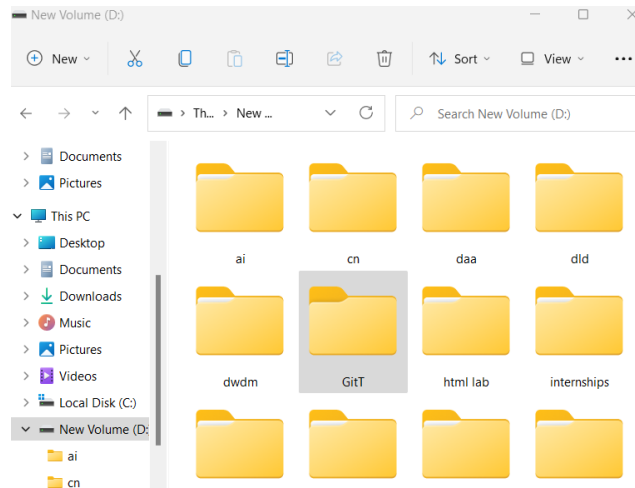 New Volume (D:)
New
Sort
View
Th... > New ...
Search New Volume (D:)
Documents
Pictures
This PC
Desktop
Documents
Downloads
Music
Pictures
Videos
Local Disk (C:)
New Volume (D:
ai
cn
ai cn daa dld
dwdm GitT html lab internships